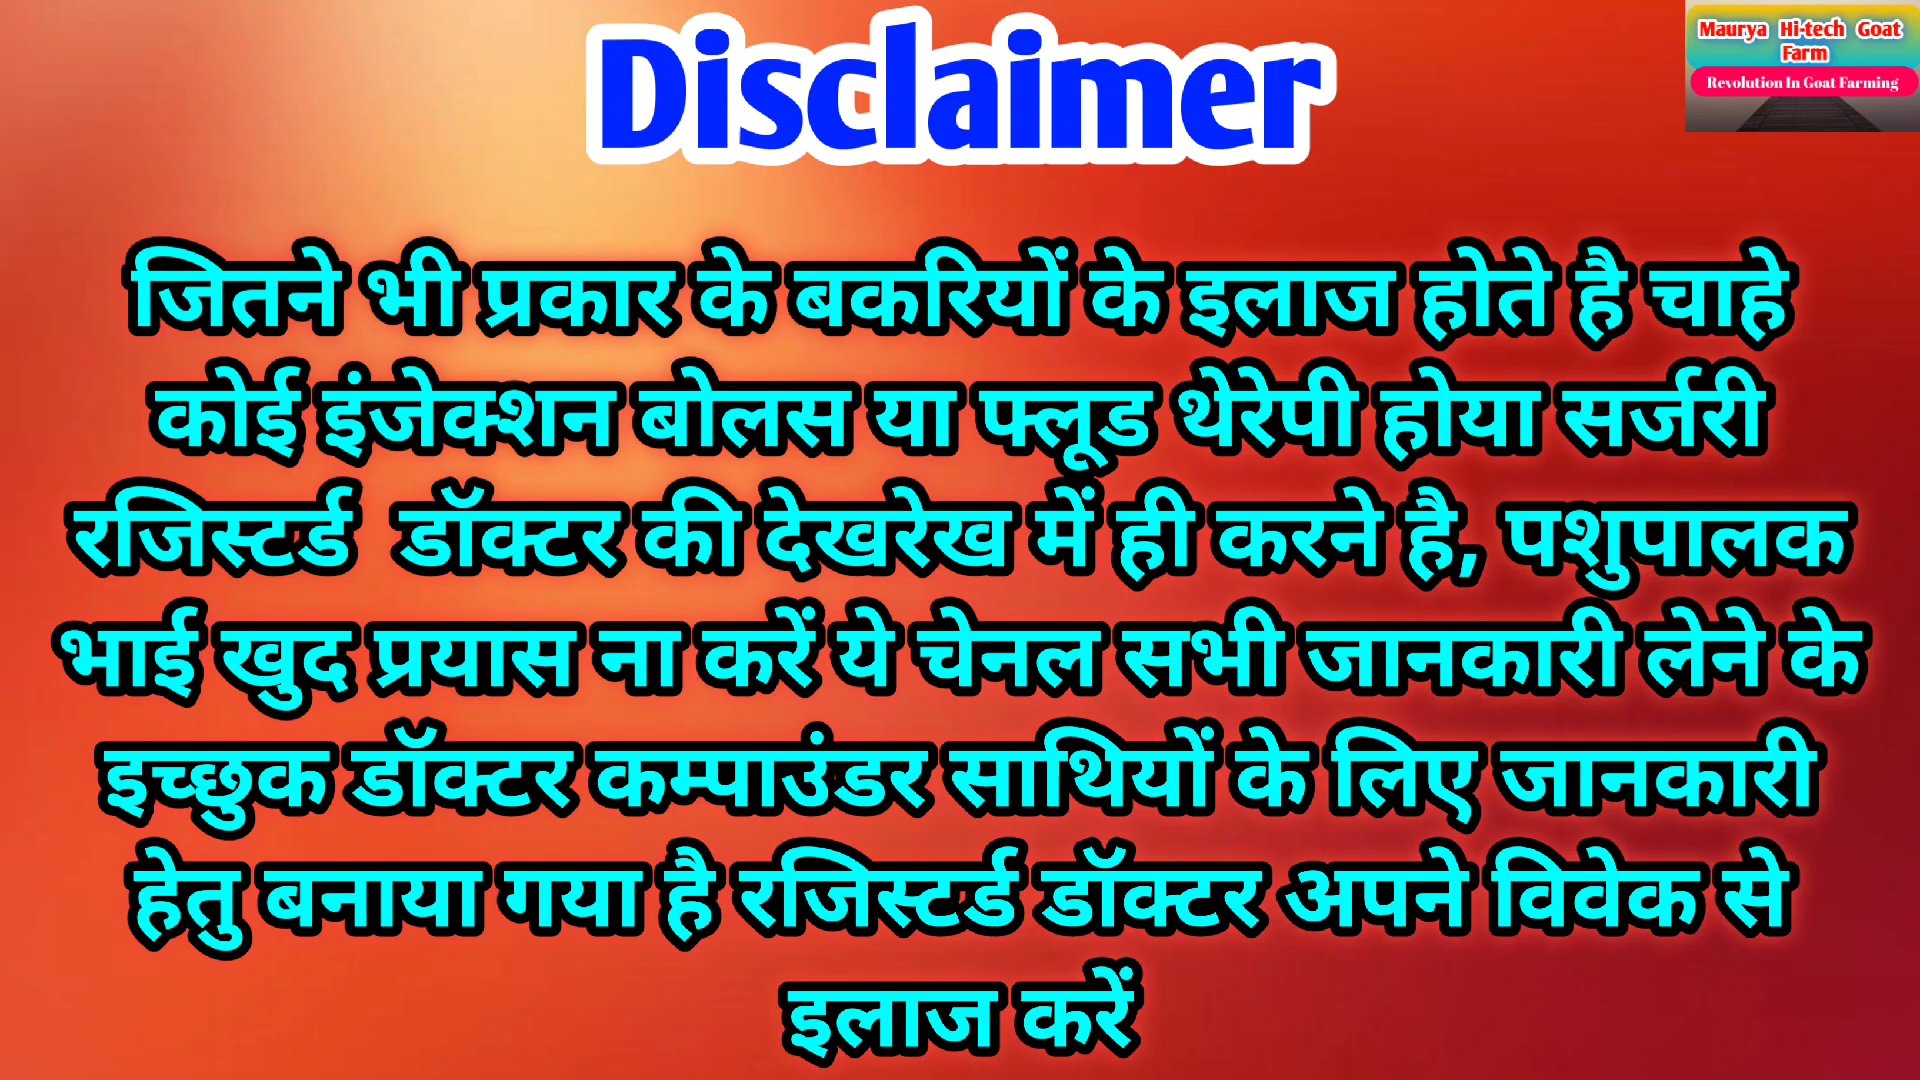 Disclaimer
Maurya Hi-tech Goat
Farm
Revolution In Goat Farming
जितने भी प्रकार के बकरियों के इलाज होते है चाहे
कोई इंजेक्शन बोलस या फ्लूड थेरेपी होया सर्जरी
रजिस्टर्ड डॉक्टर की देखरेख में ही करने है, पशुपालक
भाई खुद प्रयास ना करें ये चेनल सभी जानकारी लेने के
इच्छुक डॉक्टर कम्पाउंडर साथियों के लिए जानकारी
हेतु बनाया गया है रजिस्टर्ड डॉक्टर अपने विवेक से
इलाज करें